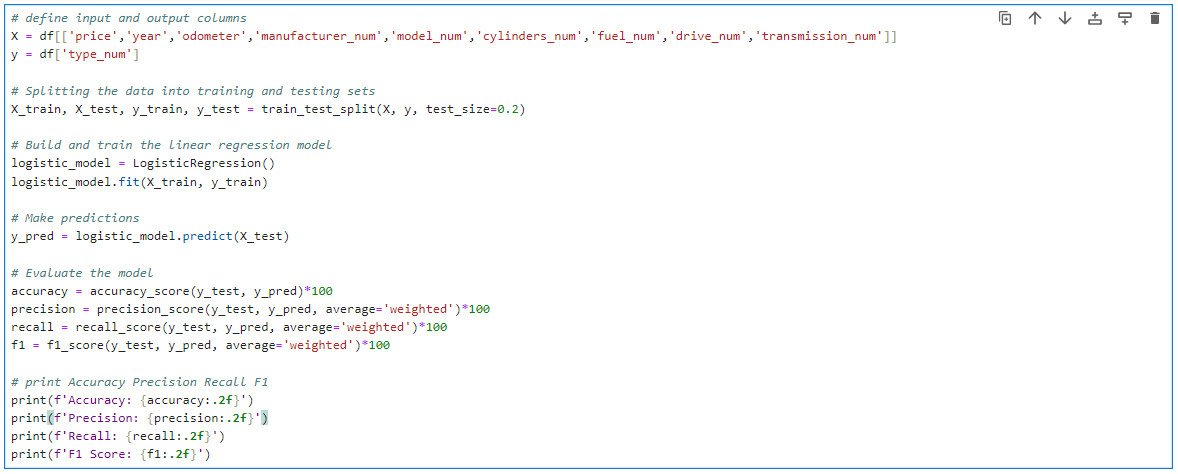 # define input and output columns
X = df[['price','year','odometer','manufacturer_num','model_num','cylinders_num','fuel_num','drive_num','transmission_num']]
y = df['type_num']
# Splitting the data into training and testing sets
X_train, X_test, y_train, y_test = train_test_split(X, y, test_size=0.2)
# Build and train the linear regression model
logistic_model = LogisticRegression()
logistic_model.fit(X_train, y_train)
# Make predictions
y_pred = logistic_model.predict(X_test)
# Evaluate the model
accuracy = accuracy_score(y_test, y_pred)*100
precision = precision_score(y_test, y_pred, average='weighted')*100
recall = recall_score(y_test, y_pred, average='weighted')*100
f1 = f1_score(y_test, y_pred, average='weighted')*100
# print Accuracy Precision Recall F1
print(f'Accuracy: {accuracy:.2f}')
print(f'Precision: {precision:.2f}')
print(f'Recall: {recall:.2f}')
print(f'F1 Score: {f1:.2f}')